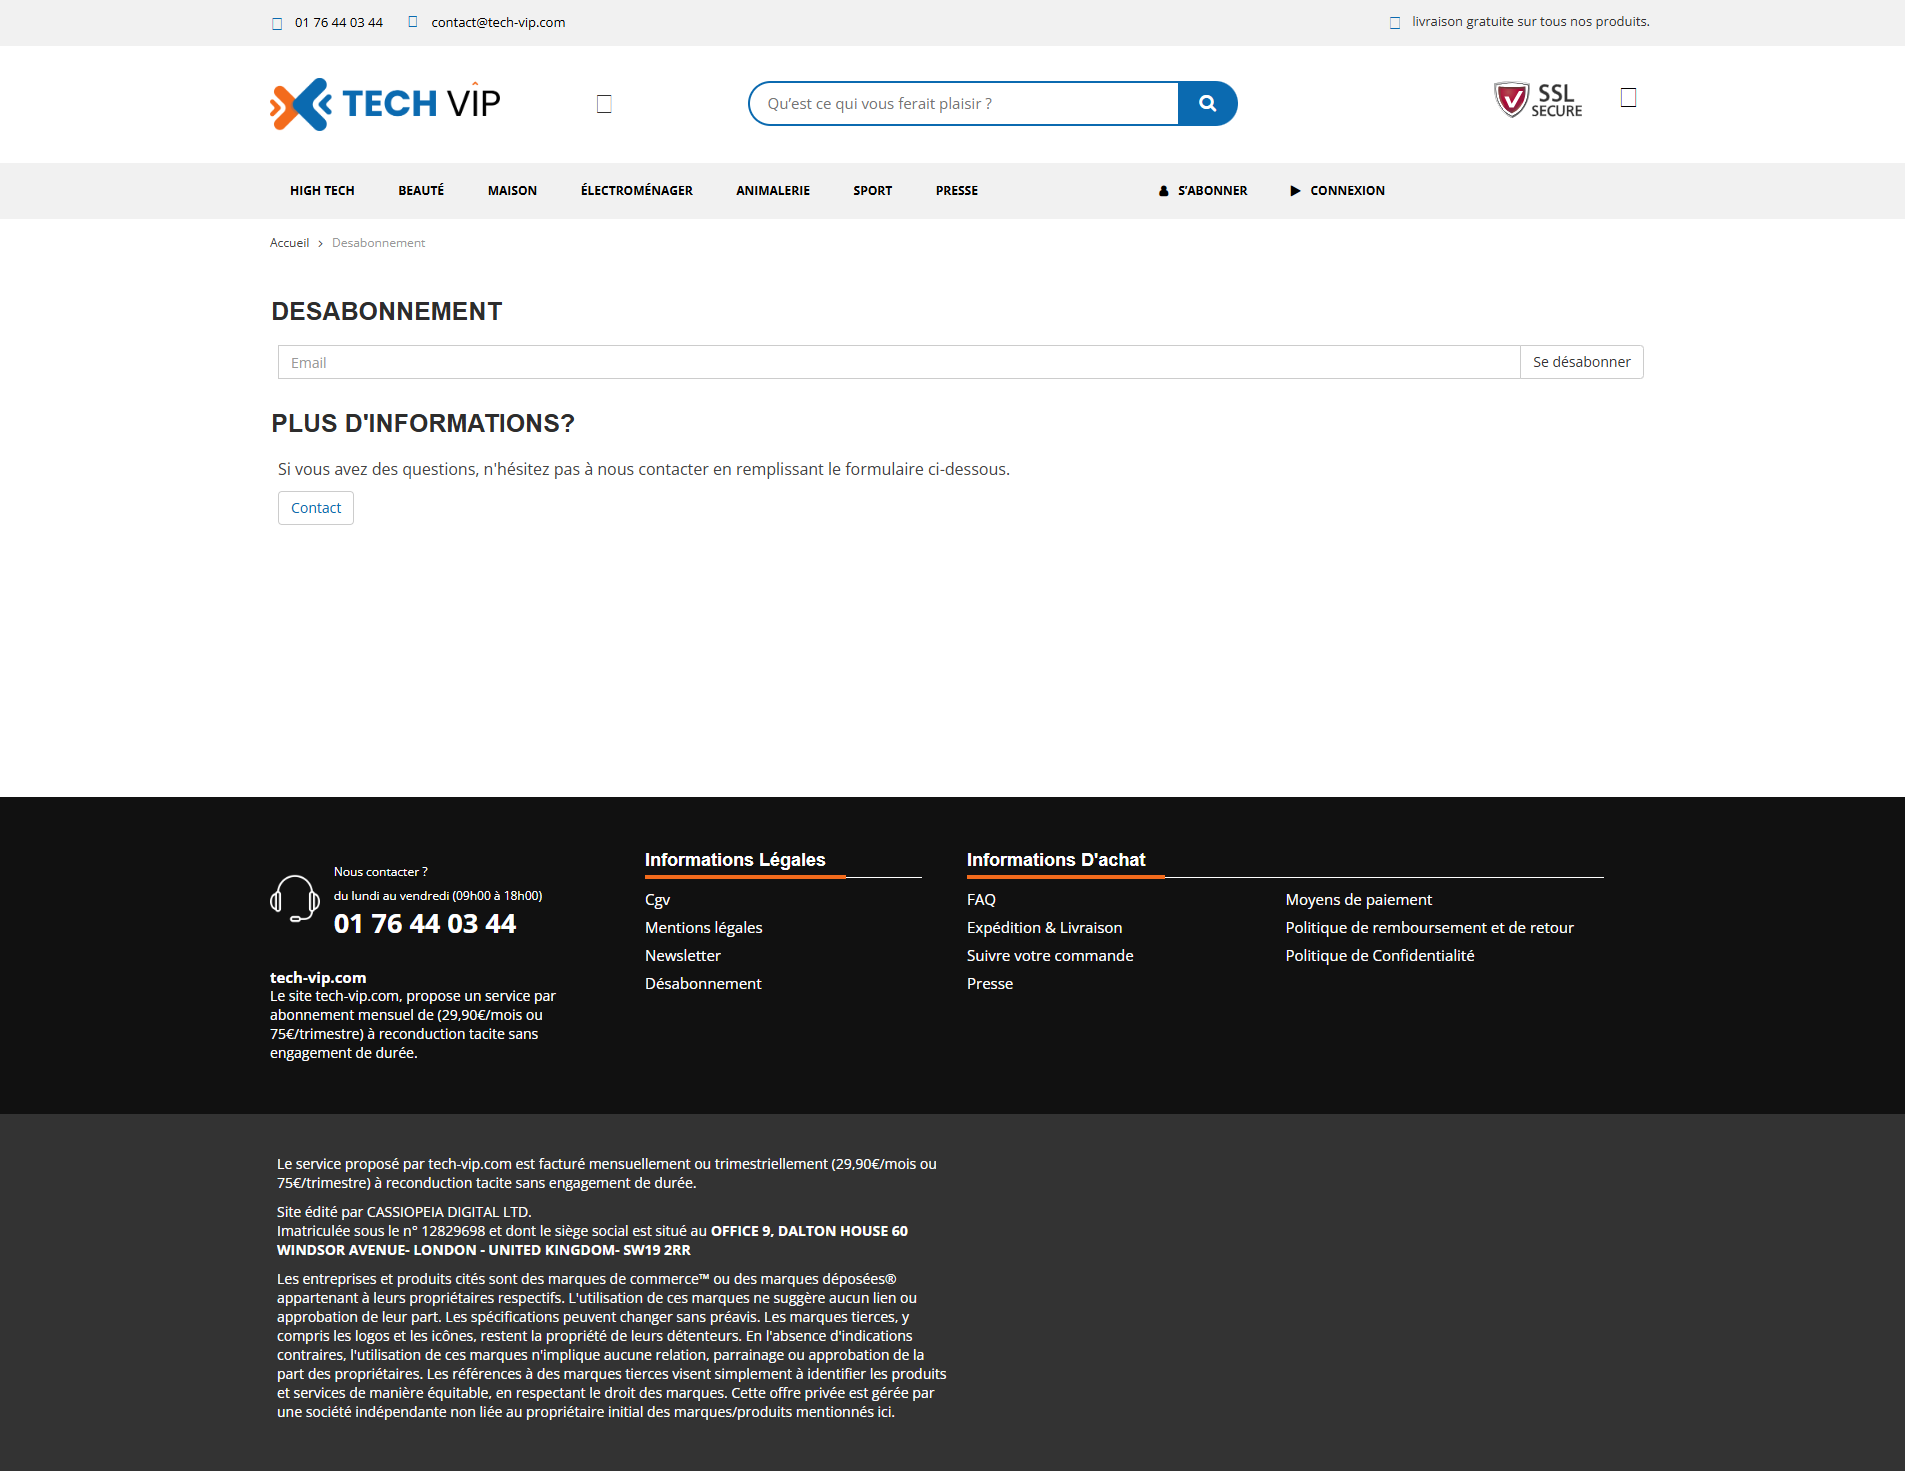 01 76 44 03 44
contact@tech-vip.com
livraison gratuite sur tous nos produits.
TECH VIP
Qu'est ce qui vous ferait plaisir ?
SSL
SECURE
HIGH TECH
BEAUTÉ
MAISON
ÉLECTROMÉNAGER
ANIMALERIE
SPORT
PRESSE
S'ABONNER
CONNEXION
Accueil > Desabonnement
DESABONNEMENT
Email
Se désabonner
PLUS D'INFORMATIONS?
Si vous avez des questions, n'hésitez pas à nous contacter en remplissant le formulaire ci-dessous.
Contact
Nous contacter ?
du lundi au vendredi (09h00 à 18h00)
01 76 44 03 44
tech-vip.com
Le site tech-vip.com, propose un service par
abonnement mensuel de (29,90€/mois ou
75€/trimestre) à reconduction tacite sans
engagement de durée.
Informations Légales
Cgv
Mentions légales
Newsletter
Désabonnement
Informations D'achat
FAQ
Expédition & Livraison
Suivre votre commande
Presse
Moyens de paiement
Politique de remboursement et de retour
Politique de Confidentialité
Le service proposé par tech-vip.com est facturé mensuellement ou trimestriellement (29,90€/mois ou
75€/trimestre) à reconduction tacite sans engagement de durée.
Site édité par CASSIOPEIA DIGITAL LTD.
Imatriculée sous le n° 12829698 et dont le siège social est situé au OFFICE 9, DALTON HOUSE 60
WINDSOR AVENUE- LONDON - UNITED KINGDOM- SW19 2RR
Les entreprises et produits cités sont des marques de commerce™ ou des marques déposées®
appartenant à leurs propriétaires respectifs. L'utilisation de ces marques ne suggère aucun lien ou
approbation de leur part. Les spécifications peuvent changer sans préavis. Les marques tierces, y
compris les logos et les icônes, restent la propriété de leurs détenteurs. En l'absence d'indications
contraires, l'utilisation de ces marques n'implique aucune relation, parrainage ou approbation de la
part des propriétaires. Les références à des marques tierces visent simplement à identifier les produits
et services de manière équitable, en respectant le droit des marques. Cette offre privée est gérée par
une société indépendante non liée au propriétaire initial des marques/produits mentionnés ici.